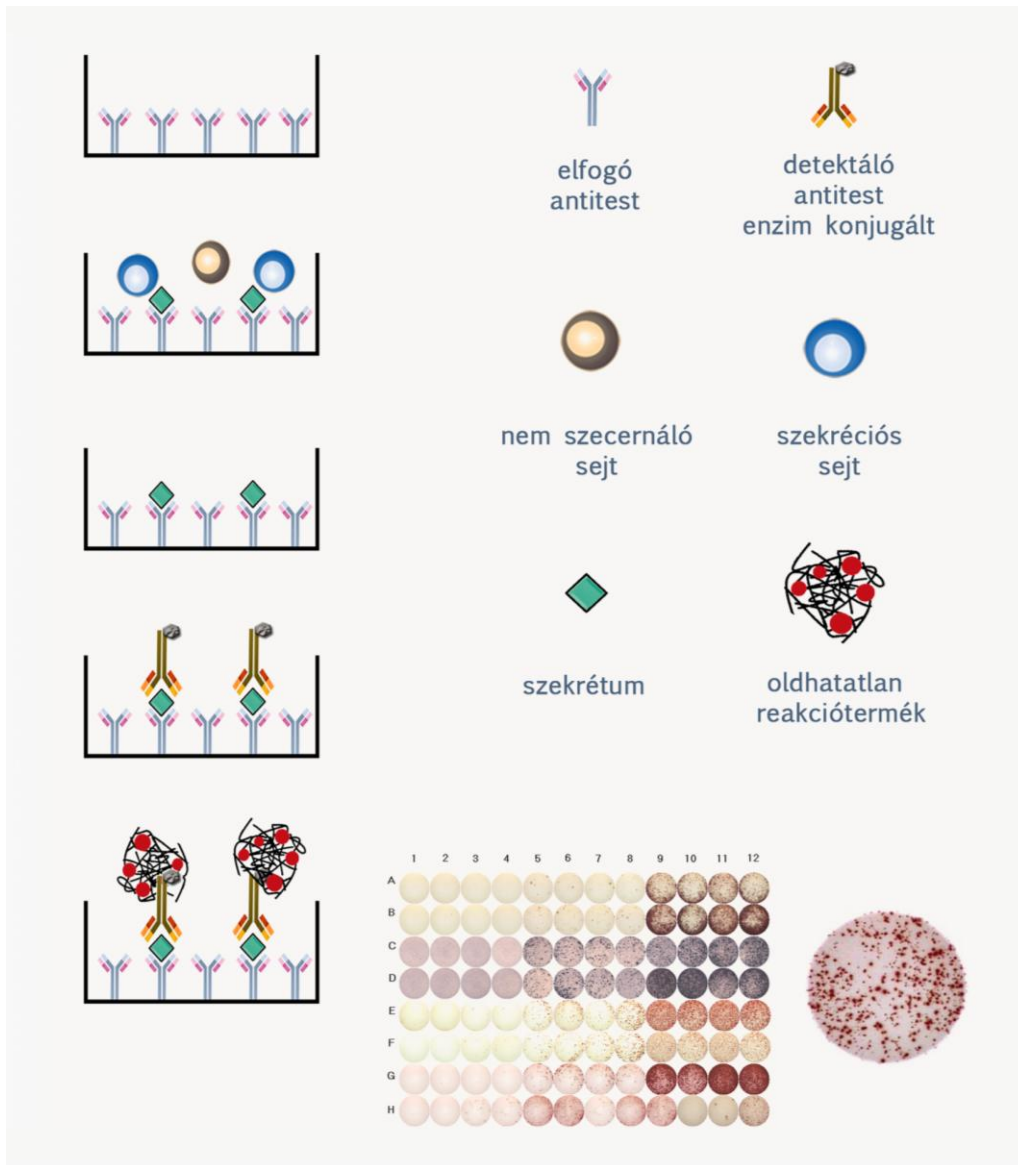 elfogó
antitest
detektáló
antitest
enzim konjugált
nem szecernáló
sejt
szekréciós
sejt
szekrétum
oldhatatlan
reakciótermék
1 2 3 4 5 6 7 8 9 10 11 12
A
B
C
D
E
F
G
H